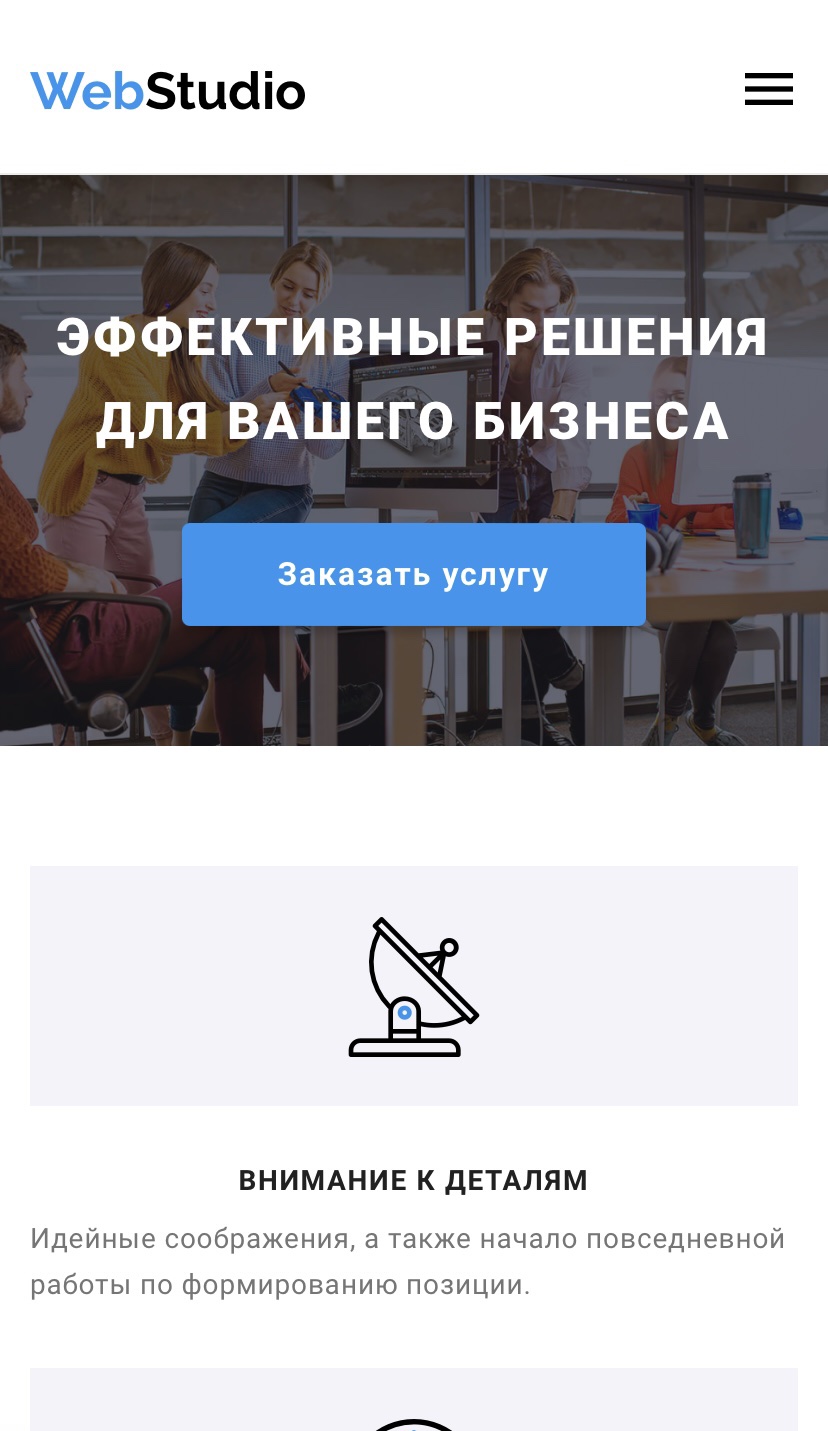 WebStudio
ЭФФЕКТИВНЫЕ РЕШЕНИЯ
ДЛЯ ВАШЕГО БИЗНЕСА
Заказать услугу
ВНИМАНИЕ К ДЕТАЛЯМ
Идейные соображения, а также начало повседневной
работы по формированию позиции.